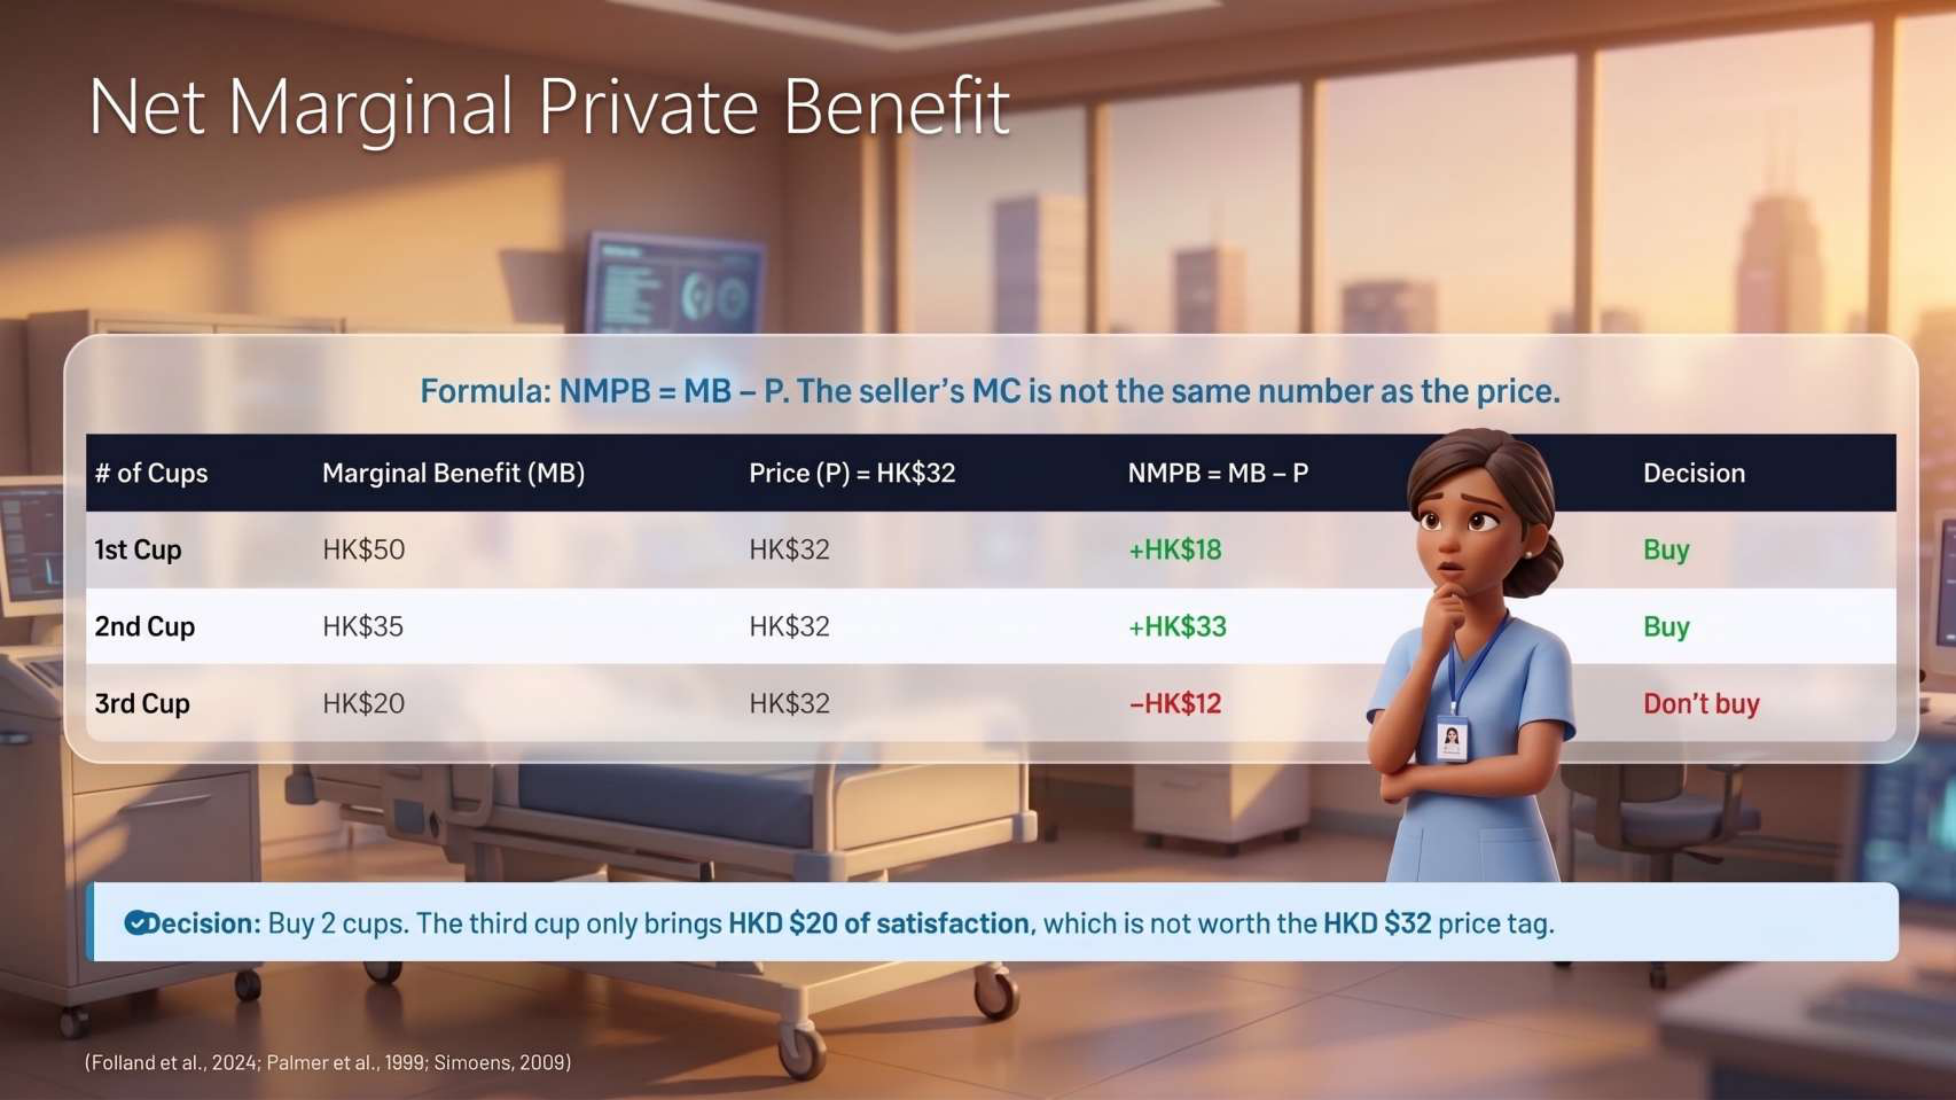 Net Marginal Private Benefit
Formula: NMPB = MB – P. The seller’s MC is not the same number as the price.
# of Cups Marginal Benefit (MB) Price (P) = HK$32 NMPB = MB – P Decision
1st Cup HK$50 HK$32 +HK$18 Buy
2nd Cup HK$35 HK$32 +HK$33 Buy
3rd Cup HK$20 HK$32 –HK$12 Don’t buy
Decision: Buy 2 cups. The third cup only brings HKD $20 of satisfaction, which is not worth the HKD $32 price tag.
(Folland et al., 2024; Palmer et al., 1999; Simoens, 2009)